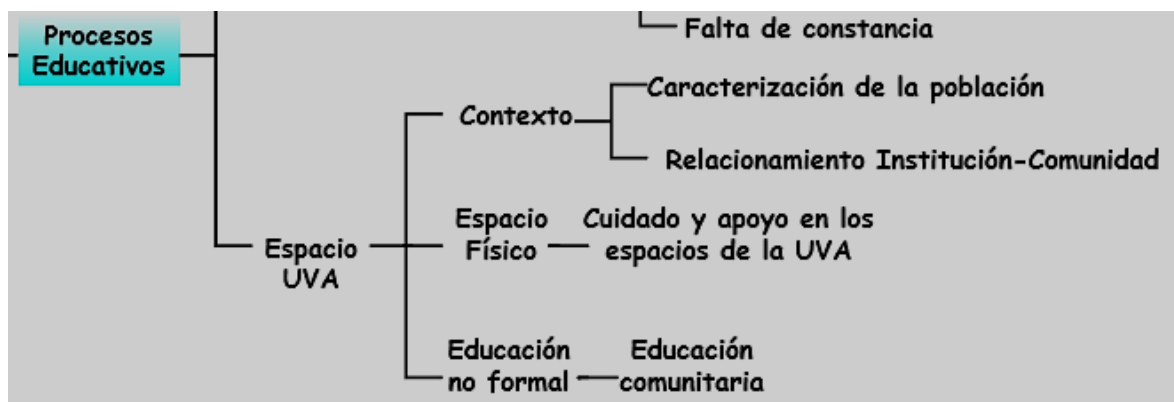 Procesos
Educativos
Falta de constancia
Contexto
Caracterización de la población
Relacionamiento Institución-Comunidad
Espacio
UVA
Espacio
Físico
Cuidado y apoyo en los
espacios de la UVA
Educación
no formal
Educación
comunitaria